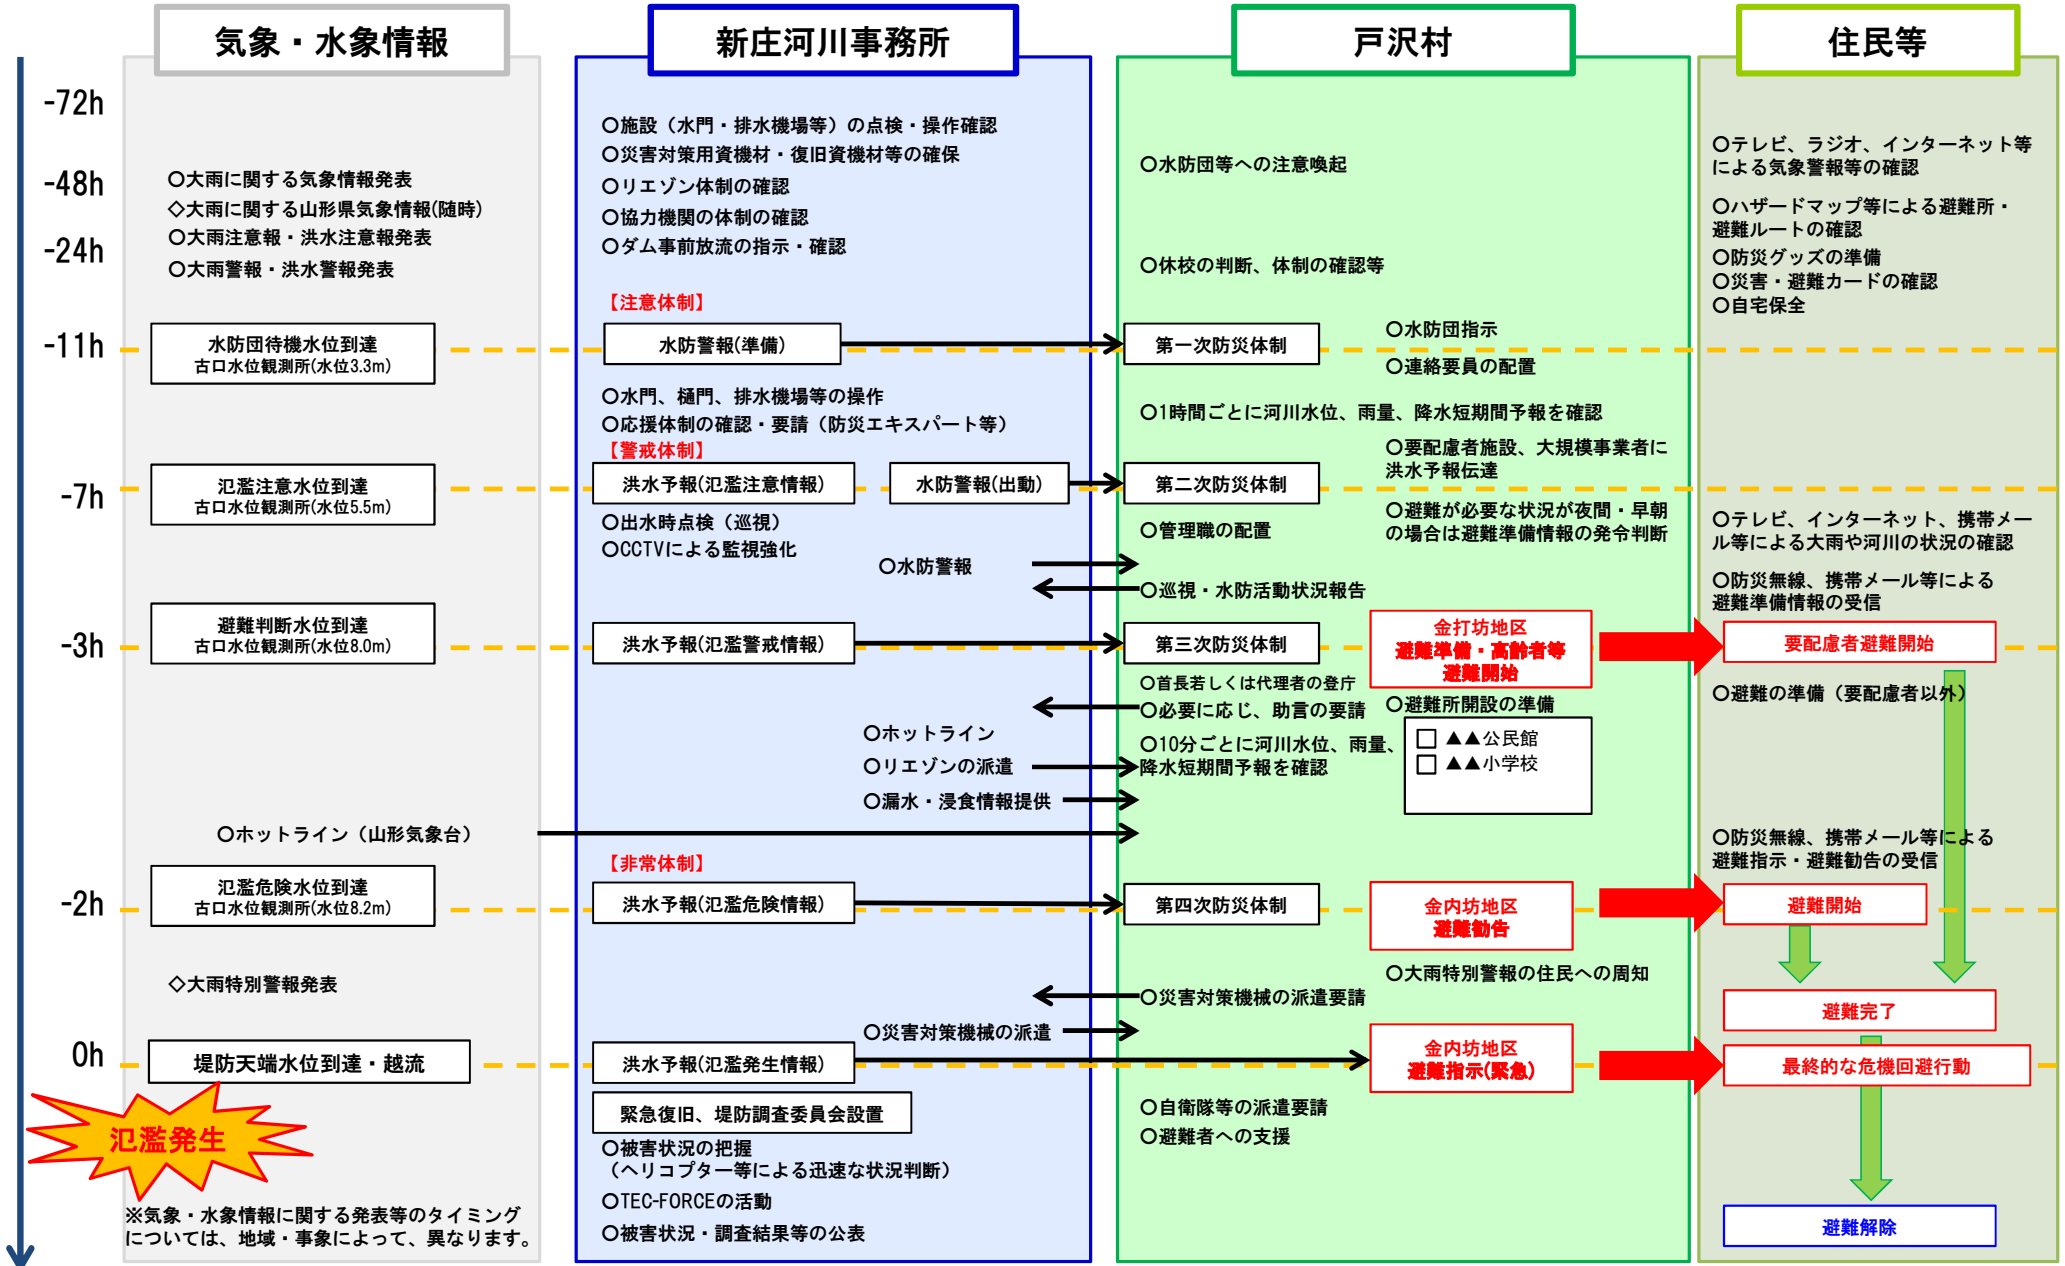 気象・水象情報
新庄河川事務所
戸沢村
住民等
-72h
-48h
-24h
-11h
-7h
-3h
-2h
0h
〇大雨に関する気象情報発表
◇大雨に関する山形県気象情報(随時)
〇大雨注意報・洪水注意報発表
〇大雨警報・洪水警報発表
水防団待機水位到達
古口水位観測所(水位3.3m)
氾濫注意水位到達
古口水位観測所(水位5.5m)
避難判断水位到達
古口水位観測所(水位8.0m)
〇ホットライン（山形気象台）
氾濫危険水位到達
古口水位観測所(水位8.2m)
◇大雨特別警報発表
堤防天端水位到達・越流
氾濫発生
※気象・水象情報に関する発表等のタイミング
については、地域・事象によって、異なります。
〇施設（水門・排水機場等）の点検・操作確認
〇災害対策用資機材・復旧資機材等の確保
〇リエゾン体制の確認
〇協力機関の体制の確認
〇ダム事前放流の指示・確認
【注意体制】
水防警報(準備)
〇水門、樋門、排水機場等の操作
〇応援体制の確認・要請（防災エキスパート等）
【警戒体制】
洪水予報(氾濫注意情報)
水防警報(出動)
〇出水時点検（巡視）
〇CCTVによる監視強化
〇水防警報
洪水予報(氾濫警戒情報)
〇ホットライン
〇リエゾンの派遣
〇漏水・浸食情報提供
【非常体制】
洪水予報(氾濫危険情報)
〇災害対策機械の派遣
洪水予報(氾濫発生情報)
緊急復旧、堤防調査委員会設置
〇被害状況の把握
（ヘリコプター等による迅速な状況判断）
〇TEC-FORCEの活動
〇被害状況・調査結果等の公表
〇水防団等への注意喚起
〇休校の判断、体制の確認等
第一次防災体制
〇水防団指示
〇連絡要員の配置
〇1時間ごとに河川水位、雨量、降水短期間予報を確認
〇要配慮者施設、大規模事業者に
洪水予報伝達
第二次防災体制
〇避難が必要な状況が夜間・早朝
の場合は避難準備情報の発令判断
〇管理職の配置
〇巡視・水防活動状況報告
第三次防災体制
金打坊地区
避難準備・高齢者等
避難開始
〇首長若しくは代理者の登庁
〇必要に応じ、助言の要請
〇避難所開設の準備
〇10分ごとに河川水位、雨量、
降水短期間予報を確認
□ ▲▲公民館
□ ▲▲小学校
第四次防災体制
金内坊地区
避難勧告
〇大雨特別警報の住民への周知
〇災害対策機械の派遣要請
金内坊地区
避難指示(緊急)
〇自衛隊等の派遣要請
〇避難者への支援
〇テレビ、ラジオ、インターネット等
による気象警報等の確認
〇ハザードマップ等による避難所・
避難ルートの確認
〇防災グッズの準備
〇災害・避難カードの確認
〇自宅保全
〇テレビ、インターネット、携帯メー
ル等による大雨や河川の状況の確認
〇防災無線、携帯メール等による
避難準備情報の受信
要配慮者避難開始
〇避難の準備（要配慮者以外）
〇防災無線、携帯メール等による
避難指示・避難勧告の受信
避難開始
避難完了
最終的な危機回避行動
避難解除